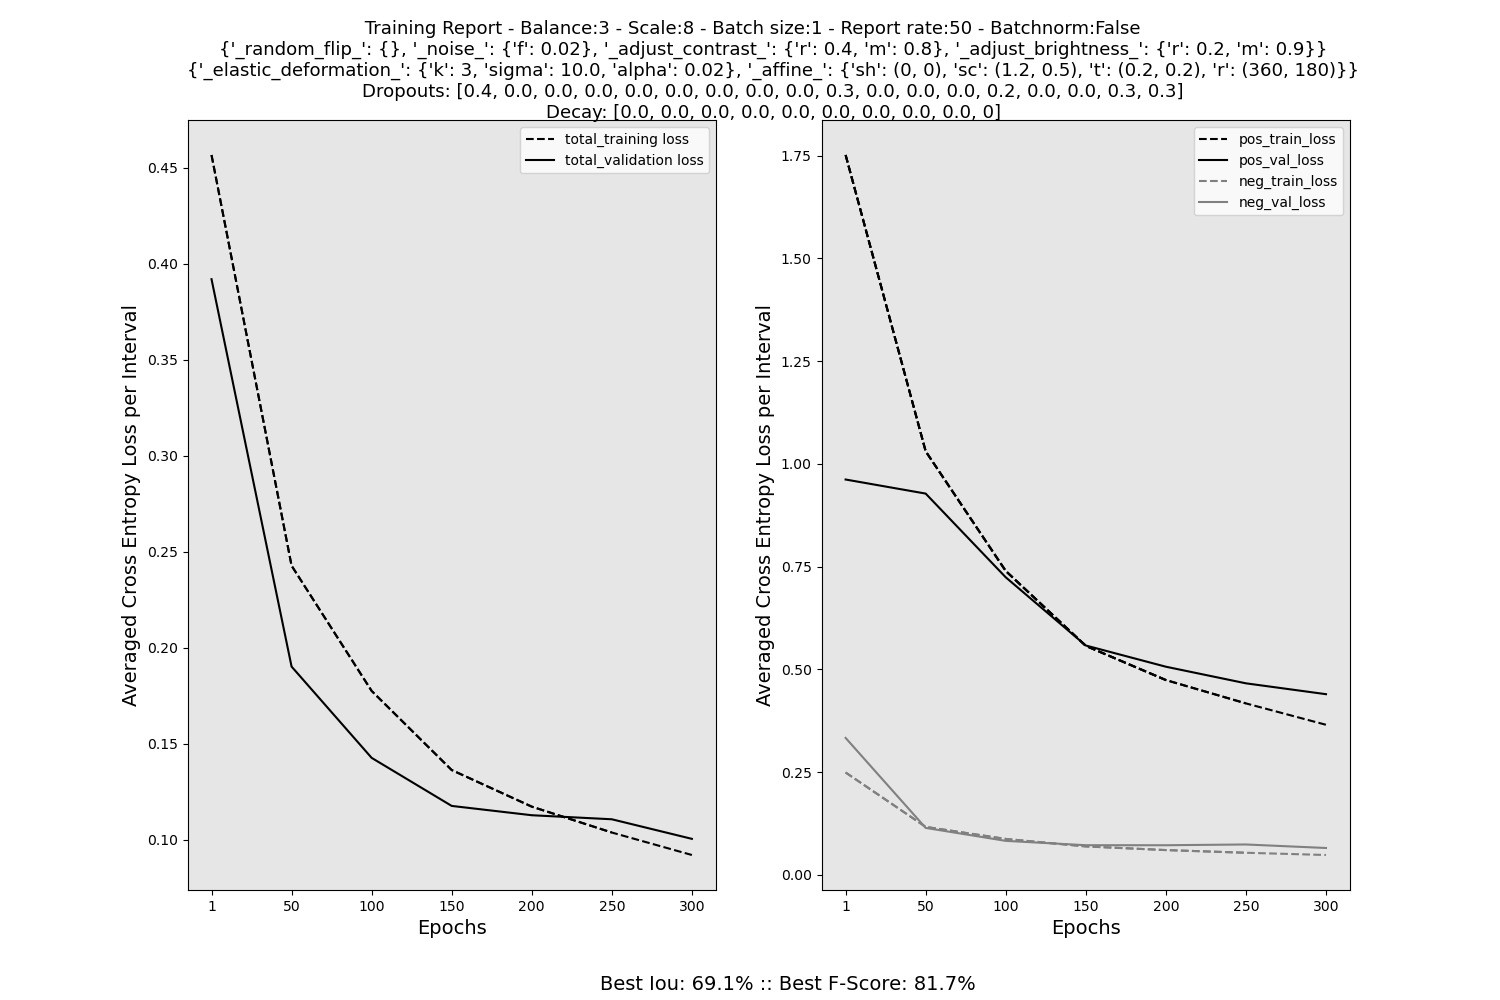 Training Report - Balance:3 - Scale:8 - Batch size:1 - Report rate:50 - Batchnorm:False
{'_random_flip_': {}, '_noise_': {'f': 0.02}, '_adjust_contrast_': {'r': 0.4, 'm': 0.8}, '_adjust_brightness_': {'r': 0.2, 'm': 0.9}}
{'_elastic_deformation_': {'k': 3, 'sigma': 10.0, 'alpha': 0.02}, '_affine_': {'sh': (0, 0), 'sc': (1.2, 0.5), 't': (0.2, 0.2), 'r': (360, 180)}}
Dropouts: [0.4, 0.0, 0.0, 0.0, 0.0, 0.0, 0.0, 0.0, 0.0, 0.3, 0.0, 0.0, 0.0, 0.2, 0.0, 0.0, 0.3, 0.3]
Decay: [0.0, 0.0, 0.0, 0.0, 0.0, 0.0, 0.0, 0.0, 0.0, 0]
total_training loss
total_validation loss
0.45
0.40
0.35
0.30
0.25
0.20
0.15
0.10
Averaged Cross Entropy Loss per Interval
1 50 100 150 200 250 300
Epochs
pos_train_loss
pos_val_loss
neg_train_loss
neg_val_loss
1.75
1.50
1.25
1.00
0.75
0.50
0.25
0.00
Averaged Cross Entropy Loss per Interval
1 50 100 150 200 250 300
Epochs
Best Iou: 69.1% :: Best F-Score: 81.7%